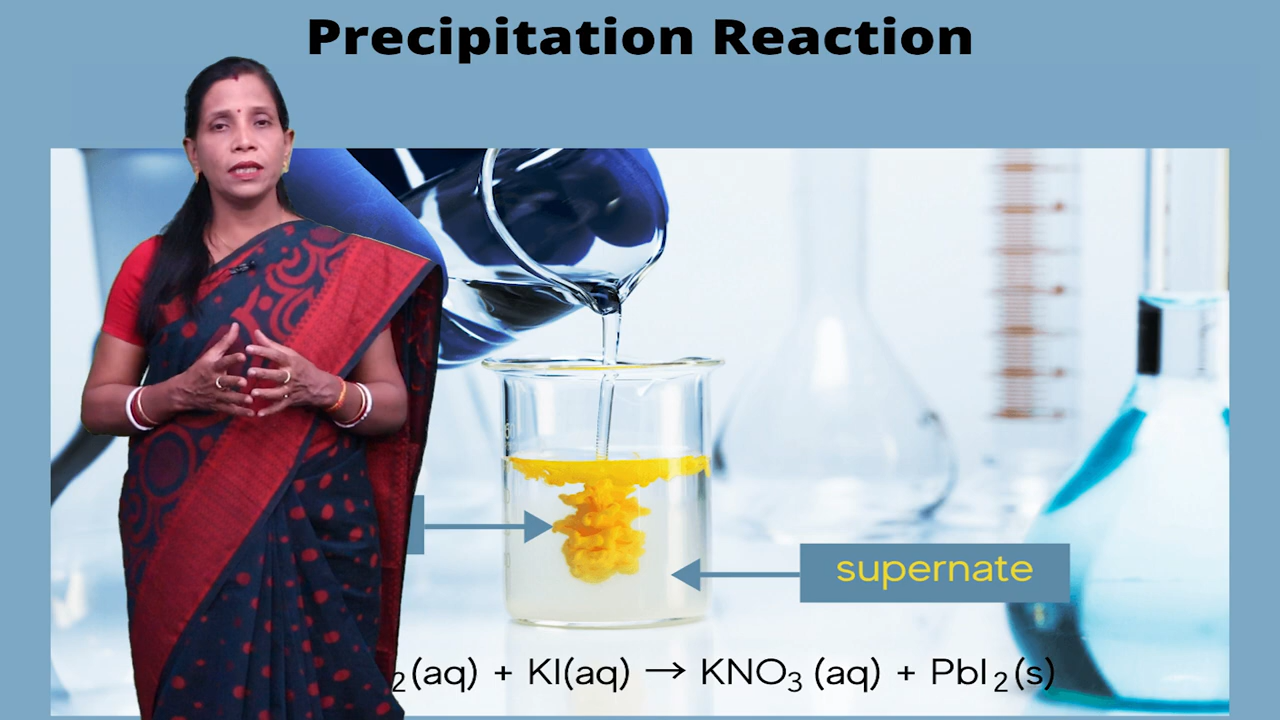 Precipitation Reaction
supernate
₂(aq) + KI(aq) → KNO₃ (aq) + PbI₂(s)